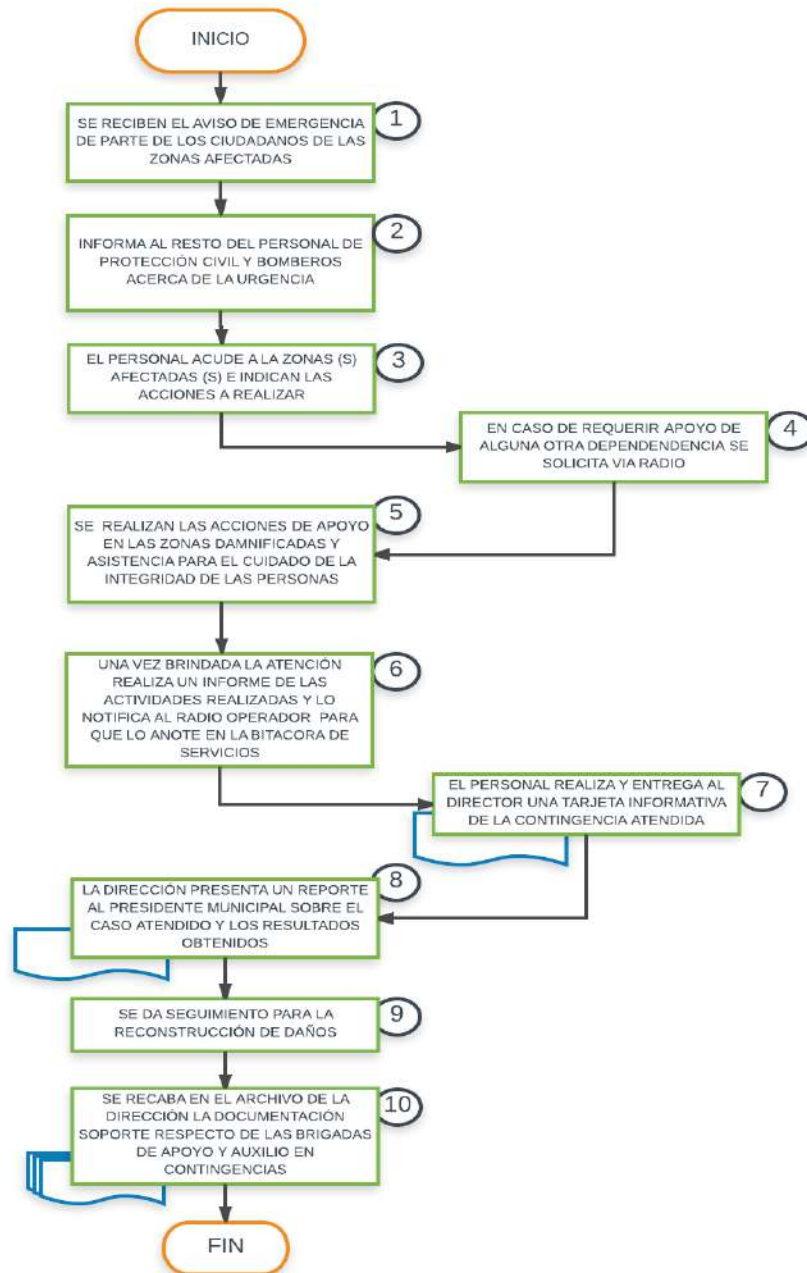 INICIO
1
SE RECIBEN EL AVISO DE EMERGENCIA
DE PARTE DE LOS CIUDADANOS DE LAS
ZONAS AFECTADAS
2
INFORMA AL RESTO DEL PERSONAL DE
PROTECCIÓN CIVIL Y BOMBEROS
ACERCA DE LA URGENCIA
3
EL PERSONAL ACUDE A LA ZONAS (S)
AFECTADAS (S) E INDICAN LAS
ACCIONES A REALIZAR
4
EN CASO DE REQUERIR APOYO DE
ALGUNA OTRA DEPENDENDENCIA SE
SOLICITA VIA RADIO
5
SE REALIZAN LAS ACCIONES DE APOYO
EN LAS ZONAS DAMNIFICADAS Y
ASISTENCIA PARA EL CUIDADO DE LA
INTEGRIDAD DE LAS PERSONAS
6
UNA VEZ BRINDADA LA ATENCIÓN
REALIZA UN INFORME DE LAS
ACTIVIDADES REALIZADAS Y LO
NOTIFICA AL RADIO OPERADOR PARA
QUE LO ANOTE EN LA BITACORA DE
SERVICIOS
7
EL PERSONAL REALIZA Y ENTREGA AL
DIRECTOR UNA TARJETA INFORMATIVA
DE LA CONTINGENCIA ATENDIDA
8
LA DIRECCIÓN PRESENTA UN REPORTE
AL PRESIDENTE MUNICIPAL SOBRE EL
CASO ATENDIDO Y LOS RESULTADOS
OBTENIDOS
9
SE DA SEGUIMIENTO PARA LA
RECONSTRUCCIÓN DE DAÑOS
10
SE RECABA EN EL ARCHIVO DE LA
DIRECCIÓN LA DOCUMENTACIÓN
SOPORTE RESPECTO DE LAS BRIGADAS
DE APOYO Y AUXILIO EN
CONTINGENCIAS
FIN